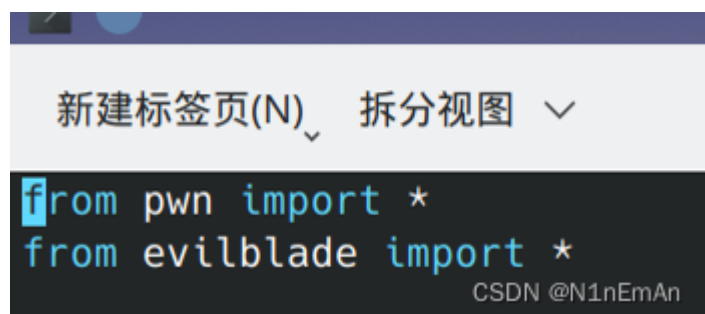 新建标签页(N) 拆分视图
from pwn import *
from evilblade import *
CSDN @N1nEmAn